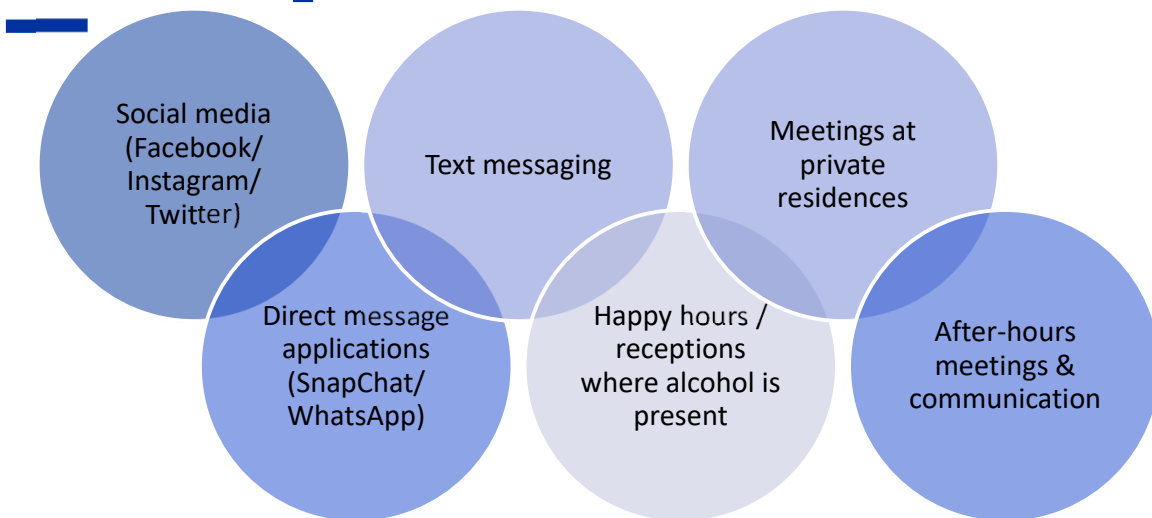 Social media
(Facebook/
Instagram/
Twitter)
Text messaging
Meetings at
private
residences
Direct message
applications
(SnapChat/
WhatsApp)
Happy hours /
receptions
where alcohol is
present
After-hours
meetings &
communication